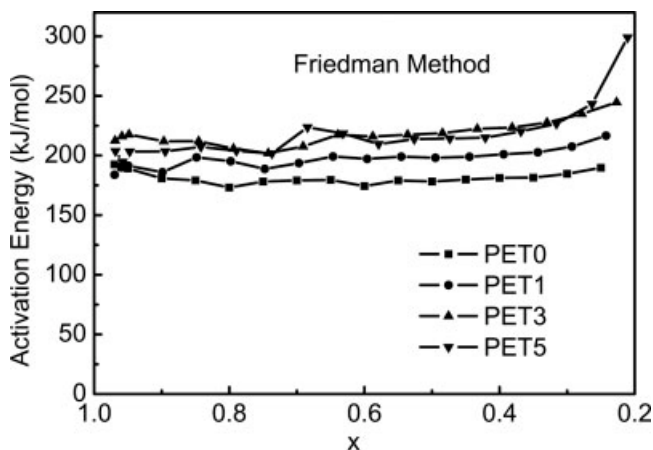 300
Friedman Method
250
200
150
100
50
0
Activation Energy (kJ/mol)
PET0
PET1
PET3
PET5
1.0 0.8 0.6 0.4 0.2
x